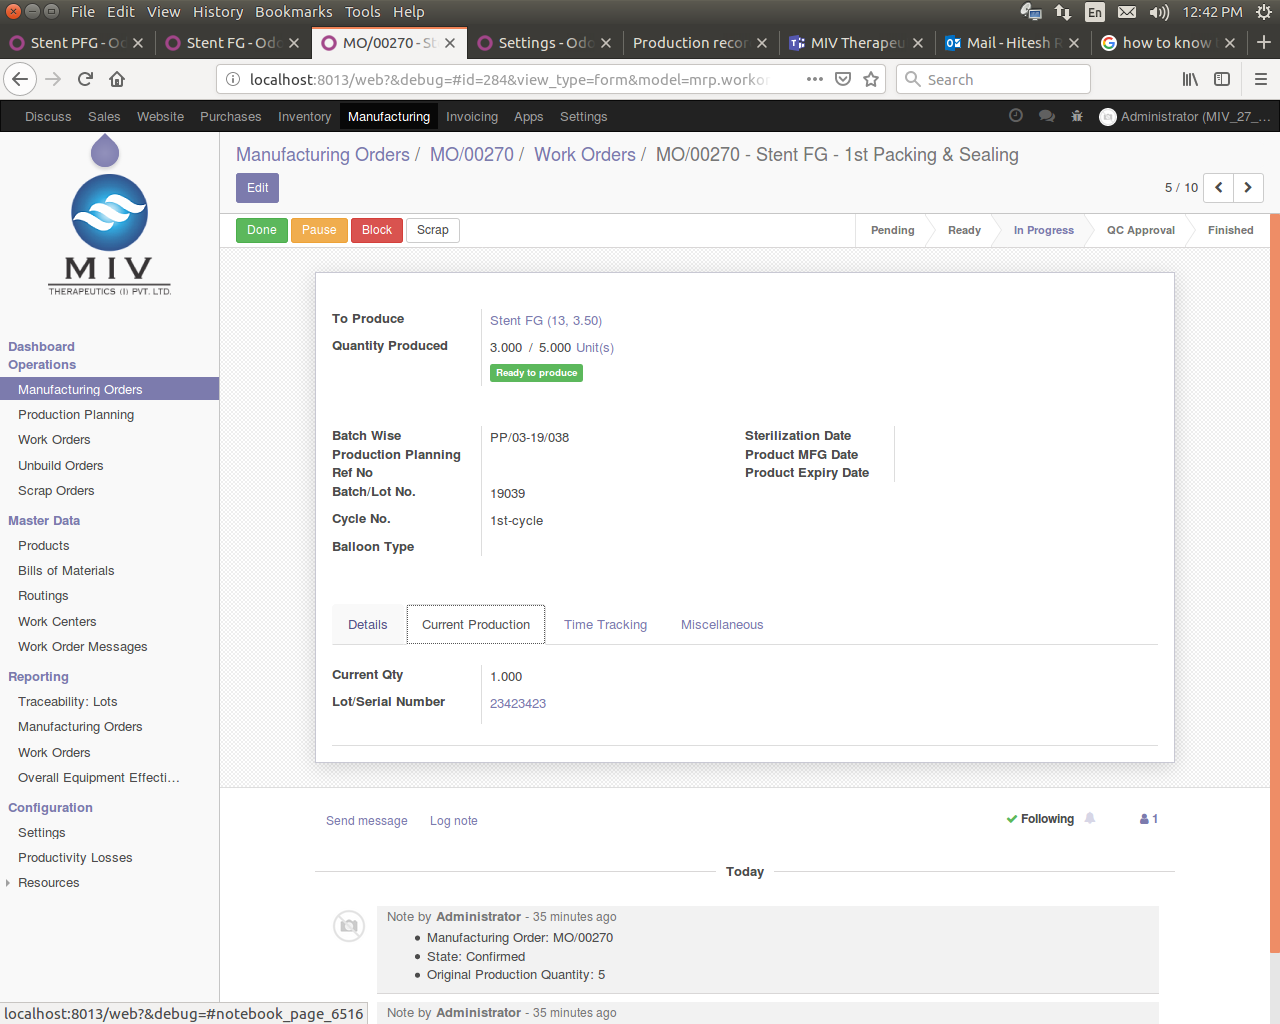 File Edit View History Bookmarks Tools Help
En 12:42 PM
Stent PFG - Od
Stent FG - Odo
MO/00270 - St
Settings - Odo
Production recor
MIV Therapeu
Mail - Hitesh R
how to know
localhost:8013/web?&debug=#id=284&view_type=form&model=mrp.workor
Search
Discuss Sales Website Purchases Inventory Manufacturing Invoicing Apps Settings
Administrator (MIV_27_...
MIV
THERAPEUTICS (I) PVT. LTD.
Dashboard
Operations
Manufacturing Orders
Production Planning
Work Orders
Unbuild Orders
Scrap Orders
Master Data
Products
Bills of Materials
Routings
Work Centers
Work Order Messages
Reporting
Traceability: Lots
Manufacturing Orders
Work Orders
Overall Equipment Effecti...
Configuration
Settings
Productivity Losses
Resources
Manufacturing Orders / MO/00270 / Work Orders / MO/00270 - Stent FG - 1st Packing & Sealing
Edit
5 / 10
Done Pause Block Scrap
Pending Ready In Progress QC Approval Finished
To Produce Stent FG (13, 3.50)
Quantity Produced 3.000 / 5.000 Unit(s)
Ready to produce
Batch Wise PP/03-19/038
Production Planning
Ref No
Batch/Lot No. 19039
Cycle No. 1st-cycle
Balloon Type
Sterilization Date
Product MFG Date
Product Expiry Date
Details Current Production Time Tracking Miscellaneous
Current Qty 1.000
Lot/Serial Number 23423423
Send message Log note
Following 1
Today
Note by Administrator - 35 minutes ago
Manufacturing Order: MO/00270
State: Confirmed
Original Production Quantity: 5
Note by Administrator - 35 minutes ago
localhost:8013/web?&debug=#notebook_page_6516